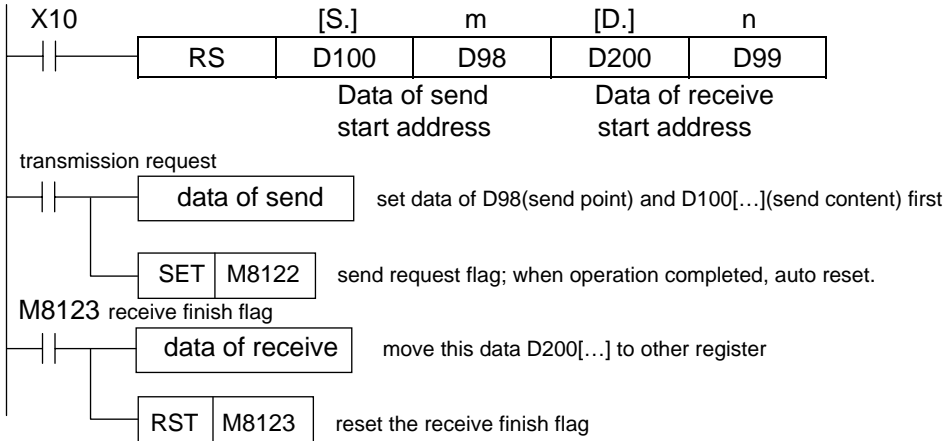 X10 [S.] m [D.] n
RS D100 D98 D200 D99
Data of send Data of receive
start address start address
transmission request
data of send set data of D98(send point) and D100[…](send content) first
SET M8122 send request flag; when operation completed, auto reset.
M8123 receive finish flag
data of receive move this data D200[…] to other register
RST M8123 reset the receive finish flag